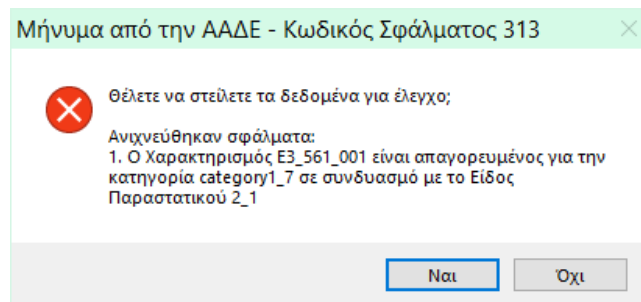 Μήνυμα από την ΑΑΔΕ - Κωδικός Σφάλματος 313
Θέλετε να στείλετε τα δεδομένα για έλεγχο;
Ανιχνεύθηκαν σφάλματα:
1. Ο Χαρακτηρισμός E3_561_001 είναι απαγορευμένος για την
κατηγορία category1_7 σε συνδυασμό με το Είδος
Παραστατικού 2_1
Ναι
Όχι